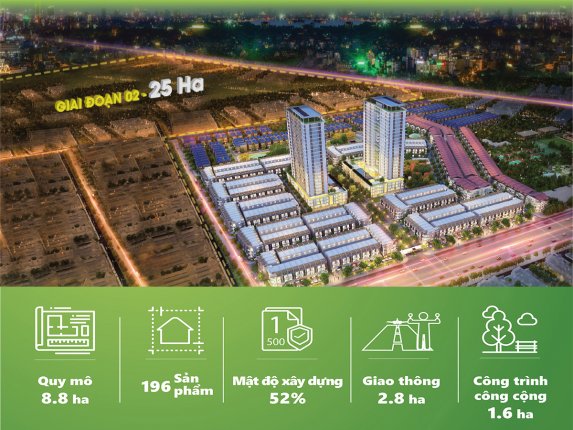 GIAI ĐOẠN 02 - 25 Ha
1
500
Quy mô
8.8 ha
196 Sản
phẩm
Mật độ xây dựng
52%
Giao thông
2.8 ha
Công trình
công cộng
1.6 ha